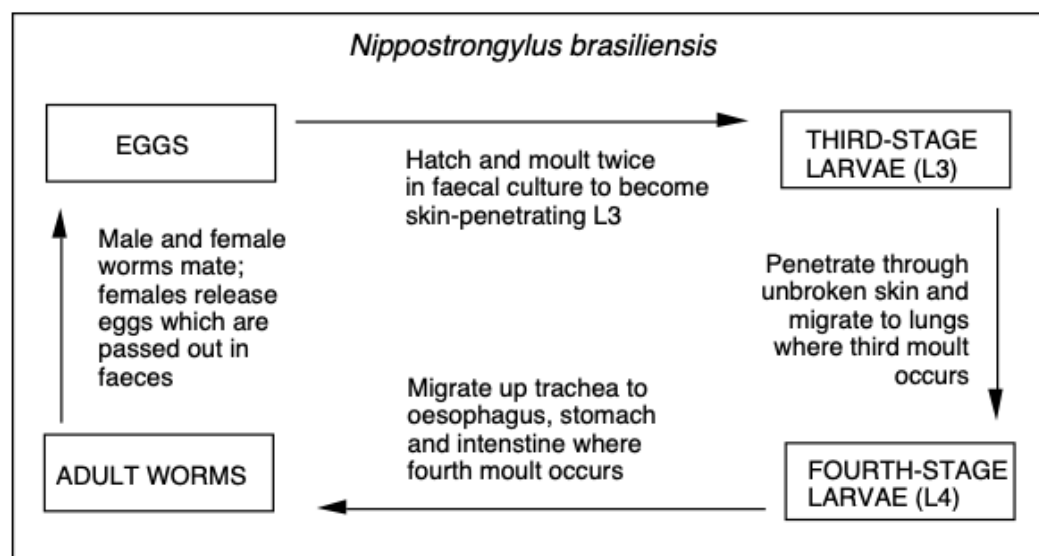 Nippostrongylus brasiliensis
EGGS
Hatch and moult twice
in faecal culture to become
skin-penetrating L3
THIRD-STAGE
LARVAE (L3)
Penetrate through
unbroken skin and
migrate to lungs
where third moult
occurs
FOURTH-STAGE
LARVAE (L4)
Migrate up trachea to
oesophagus, stomach
and intenstine where
fourth moult occurs
ADULT WORMS
Male and female
worms mate;
females release
eggs which are
passed out in
faeces